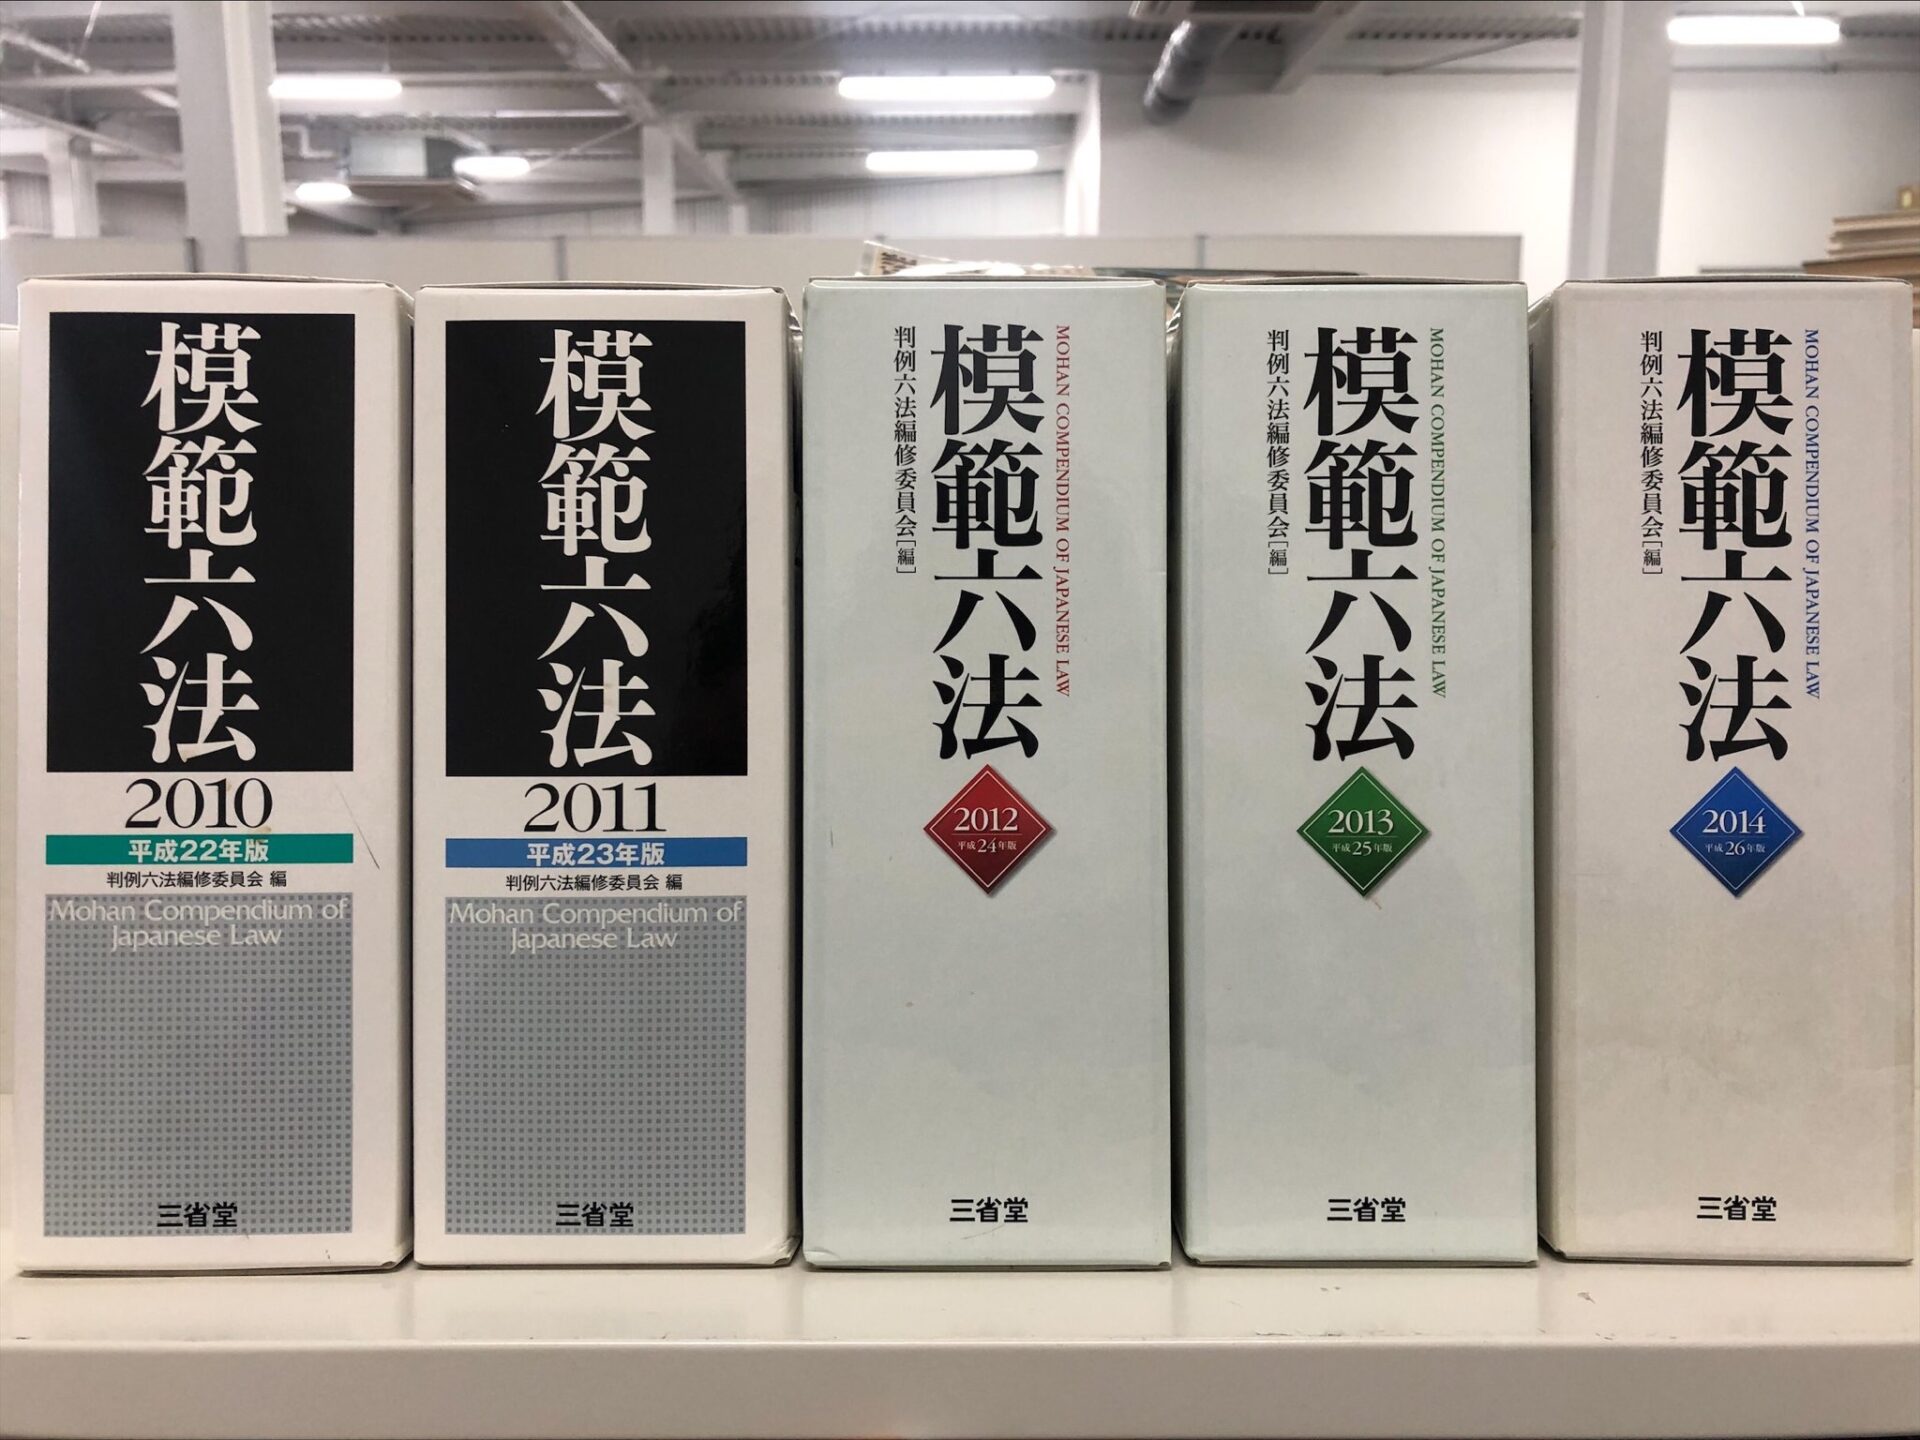 模範六法
2010
平成22年版
判例六法編修委員会 編
Mohan Compendium of
Japanese Law
三省堂
模範六法
2011
平成23年版
判例六法編修委員会 編
Mohan Compendium of
Japanese Law
三省堂
MOHAN COMPENDIUM OF JAPANESE LAW
模範六法
判例六法編修委員会[編]
2012
平成24年版
三省堂
MOHAN COMPENDIUM OF JAPANESE LAW
模範六法
判例六法編修委員会[編]
2013
平成25年版
三省堂
MOHAN COMPENDIUM OF JAPANESE LAW
模範六法
判例六法編修委員会[編]
2014
平成26年版
三省堂